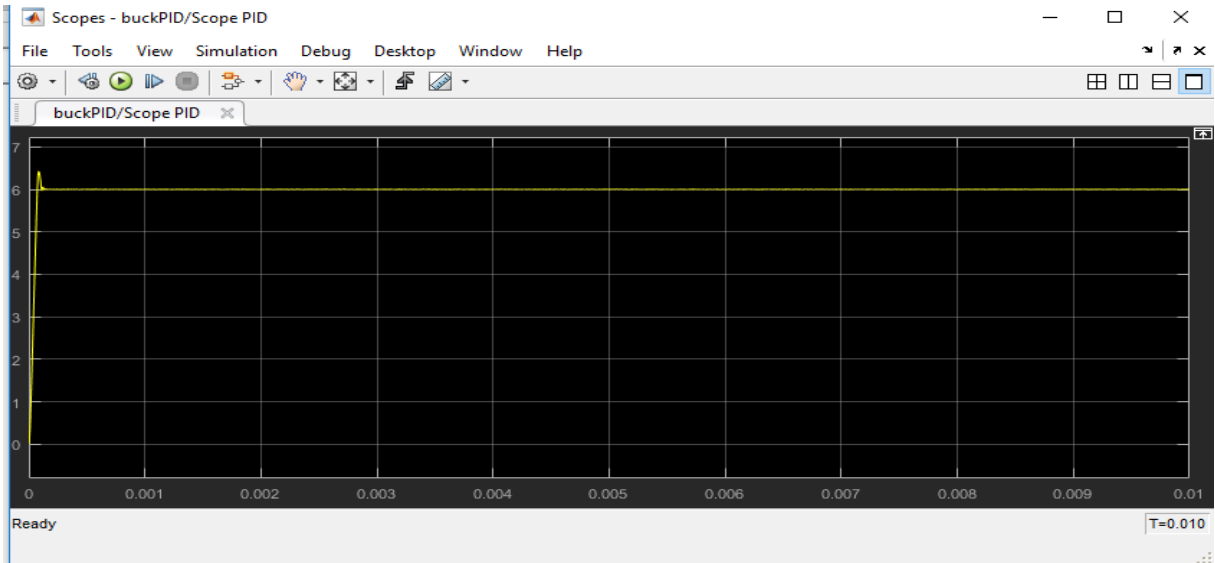 Scopes - buckPID/Scope PID
File Tools View Simulation Debug Desktop Window Help
buckPID/Scope PID
7
6
5
4
3
2
1
0
0 0.001 0.002 0.003 0.004 0.005 0.006 0.007 0.008 0.009 0.01
Ready T=0.010